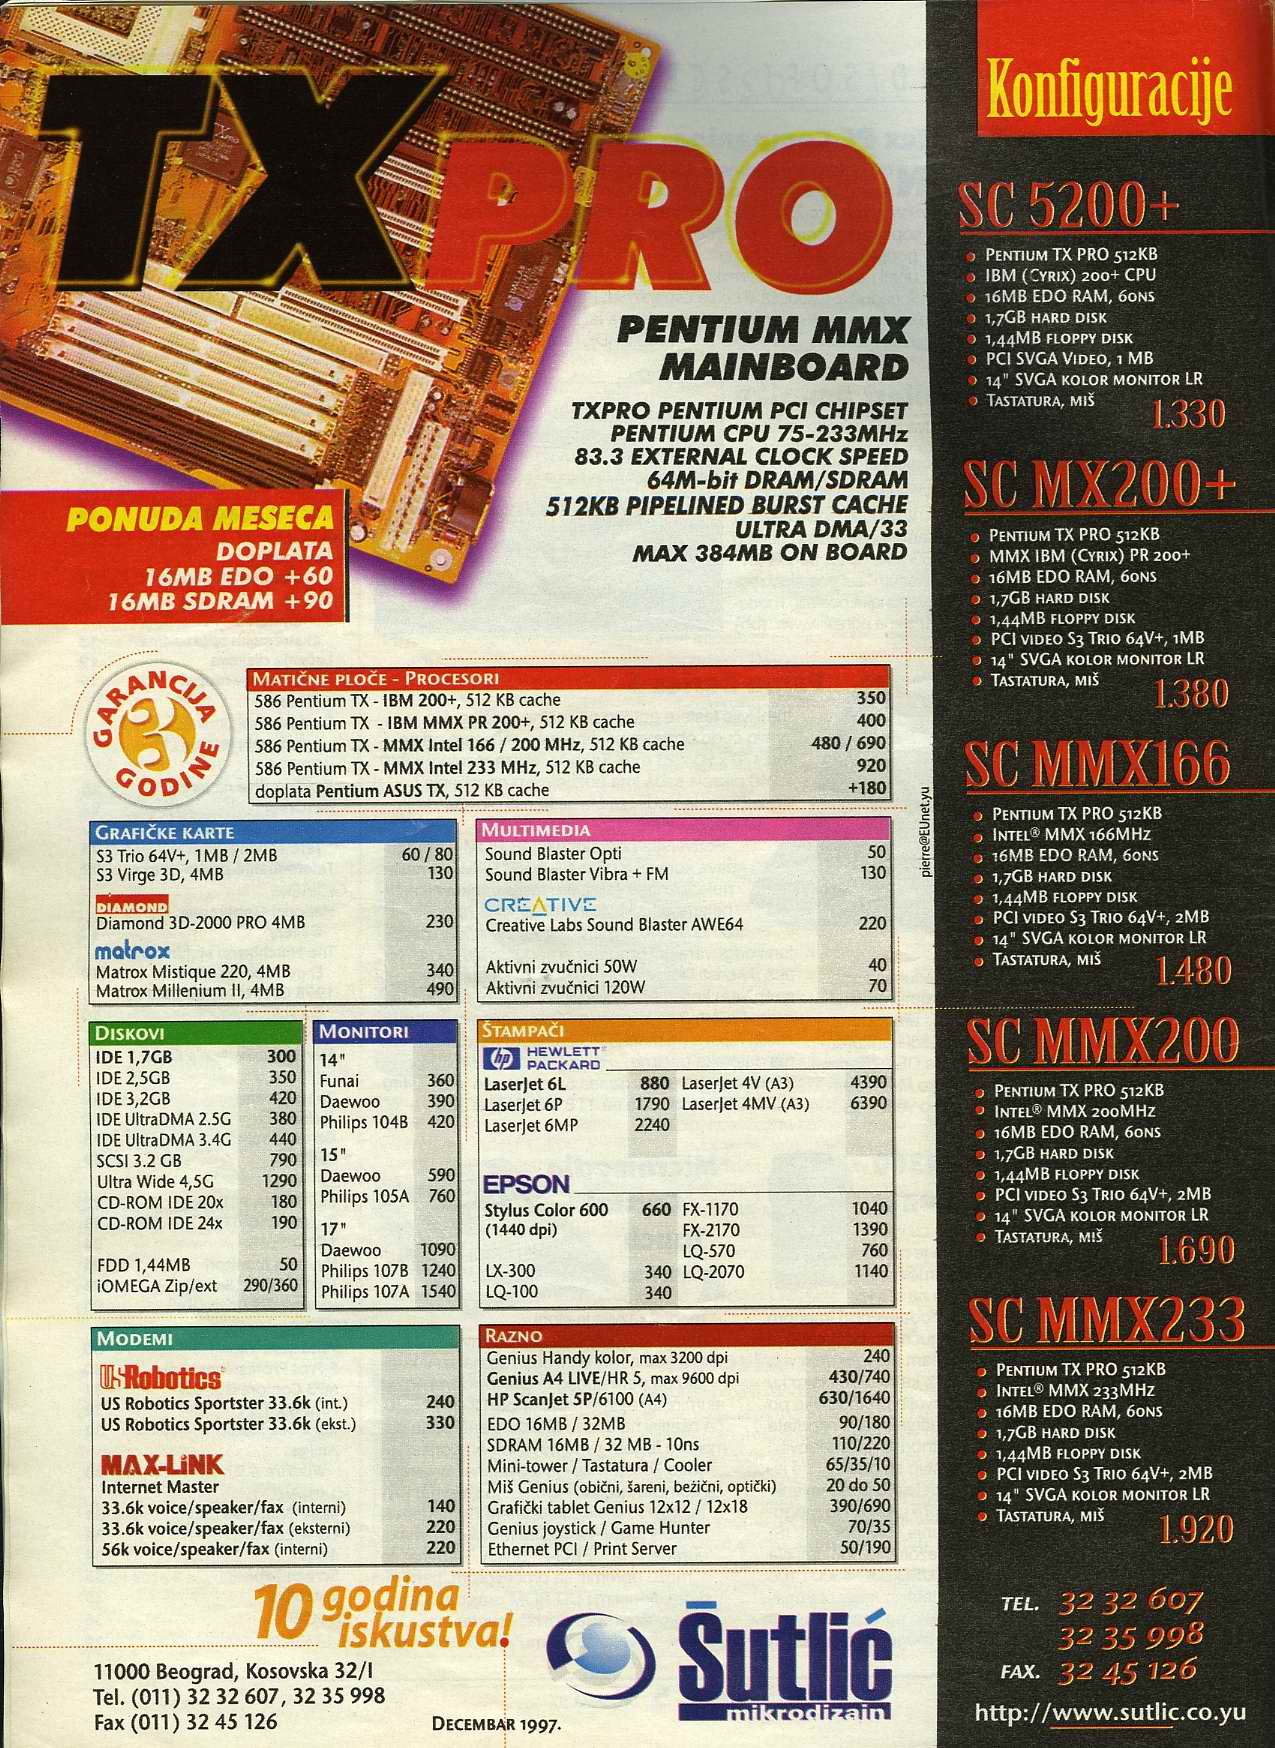 TX PRO
PENTIUM MMX
MAINBOARD
TXPRO PENTIUM PCI CHIPSET
PENTIUM CPU 75-233MHz
83.3 EXTERNAL CLOCK SPEED
64M-bit DRAM/SDRAM
512KB PIPELINED BURST CACHE
ULTRA DMA/33
MAX 384MB ON BOARD
PONUDA MESECA
DOPLATA
16MB EDO +60
16MB SDRAM +90
GARANCIJA
3
GODINE
MATIČNE PLOČE - PROCESORI
586 Pentium TX - IBM 200+, 512 KB cache 350
586 Pentium TX - IBM MMX PR 200+, 512 KB cache 400
586 Pentium TX - MMX Intel 166 / 200 MHz, 512 KB cache 480 / 690
586 Pentium TX - MMX Intel 233 MHz, 512 KB cache 920
doplata Pentium ASUS TX, 512 KB cache +180
GRAFIČKE KARTE
S3 Trio 64V+, 1MB / 2MB 60 / 80
S3 Virge 3D, 4MB 130
DIAMOND
Diamond 3D-2000 PRO 4MB 230
matrox
Matrox Mistique 220, 4MB 340
Matrox Millenium II, 4MB 490
MULTIMEDIA
Sound Blaster Opti 50
Sound Blaster Vibra + FM 130
CREATIVE
Creative Labs Sound Blaster AWE64 220
Aktivni zvučnici 50W 40
Aktivni zvučnici 120W 70
DISKOVI
IDE 1,7GB 300
IDE 2,5GB 350
IDE 3,2GB 420
IDE UltraDMA 2.5G 380
IDE UltraDMA 3.4G 440
SCSI 3.2 GB 790
Ultra Wide 4,5G 1290
CD-ROM IDE 20x 180
CD-ROM IDE 24x 190
FDD 1,44MB 50
iOMEGA Zip/ext 290/360
MONITORI
14"
Funai 360
Daewoo 390
Philips 104B 420
15"
Daewoo 590
Philips 105A 760
17"
Daewoo 1090
Philips 107B 1240
Philips 107A 1540
ŠTAMPAČI
hp HEWLETT
PACKARD
LaserJet 6L 880 LaserJet 4V (A3) 4390
LaserJet 6P 1790 LaserJet 4MV (A3) 6390
LaserJet 6MP 2240
EPSON
Stylus Color 600 660 FX-1170 1040
(1440 dpi) FX-2170 1390
LQ-570 760
LX-300 340 LQ-2070 1140
LQ-100 340
MODEMI
US Robotics
US Robotics Sportster 33.6k (int.) 240
US Robotics Sportster 33.6k (ekst.) 330
MAX-LiNK
Internet Master
33.6k voice/speaker/fax (interni) 140
33.6k voice/speaker/fax (eksterni) 220
56k voice/speaker/fax (interni) 220
RAZNO
Genius Handy kolor, max 3200 dpi 240
Genius A4 LIVE/HR 5, max 9600 dpi 430/740
HP ScanJet 5P/6100 (A4) 630/1640
EDO 16MB / 32MB 90/180
SDRAM 16MB / 32 MB - 10ns 110/220
Mini-tower / Tastatura / Cooler 65/35/10
Miš Genius (obični, šareni, bežični, optički) 20 do 50
Grafički tablet Genius 12x12 / 12x18 390/690
Genius joystick / Game Hunter 70/35
Ethernet PCI / Print Server 50/190
10 godina
iskustva!
11000 Beograd, Kosovska 32/I
Tel. (011) 32 32 607, 32 35 998
Fax (011) 32 45 126
DECEMBAR 1997.
Šutlić
mikrodizain
pierre@EUnet.yu
Konfiguracije
SC 5200+
PENTIUM TX PRO 512KB
IBM (CYRIX) 200+ CPU
16MB EDO RAM, 60NS
1,7GB HARD DISK
1,44MB FLOPPY DISK
PCI SVGA VIDEO, 1 MB
14" SVGA KOLOR MONITOR LR
TASTATURA, MIŠ
1.330
SC MX200+
PENTIUM TX PRO 512KB
MMX IBM (CYRIX) PR 200+
16MB EDO RAM, 60NS
1,7GB HARD DISK
1,44MB FLOPPY DISK
PCI VIDEO S3 TRIO 64V+, 1MB
14" SVGA KOLOR MONITOR LR
TASTATURA, MIŠ
1.380
SC MMX166
PENTIUM TX PRO 512KB
INTEL® MMX 166MHZ
16MB EDO RAM, 60NS
1,7GB HARD DISK
1,44MB FLOPPY DISK
PCI VIDEO S3 TRIO 64V+, 2MB
14" SVGA KOLOR MONITOR LR
TASTATURA, MIŠ
1.480
SC MMX200
PENTIUM TX PRO 512KB
INTEL® MMX 200MHZ
16MB EDO RAM, 60NS
1,7GB HARD DISK
1,44MB FLOPPY DISK
PCI VIDEO S3 TRIO 64V+, 2MB
14" SVGA KOLOR MONITOR LR
TASTATURA, MIŠ
1.690
SC MMX233
PENTIUM TX PRO 512KB
INTEL® MMX 233MHZ
16MB EDO RAM, 60NS
1,7GB HARD DISK
1,44MB FLOPPY DISK
PCI VIDEO S3 TRIO 64V+, 2MB
14" SVGA KOLOR MONITOR LR
TASTATURA, MIŠ
1.920
TEL. 32 32 607
32 35 998
FAX. 32 45 126
http://www.sutlic.co.yu